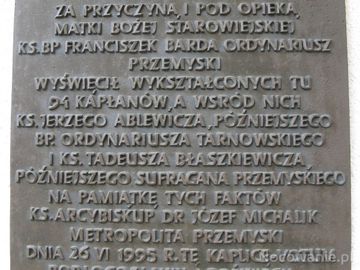 ZA PRZYCZYNĄ I POD OPIEKĄ
MATKI BOŻEJ STAROWIEJSKIEJ
KS. BP FRANCISZEK BARDA ORDYNARIUSZ
PRZEMYSKI
WYŚWIĘCIŁ WYKSZTAŁCONYCH TU
94 KAPŁANÓW, A WŚRÓD NICH
KS. JERZEGO ABLEWICZA, PÓŹNIEJSZEGO
BP. ORDYNARIUSZA TARNOWSKIEGO
I KS. TADEUSZA BŁASZKIEWICZA,
PÓŹNIEJSZEGO SUFRAGANA PRZEMYSKIEGO
NA PAMIĄTKĘ TYCH FAKTÓW
KS. ARCYBISKUP DR JÓZEF MICHALIK
METROPOLITA PRZEMYSKI
DNIA 26 VI 1995 R. TĘ KAPLICĘ
nocowanie.pl